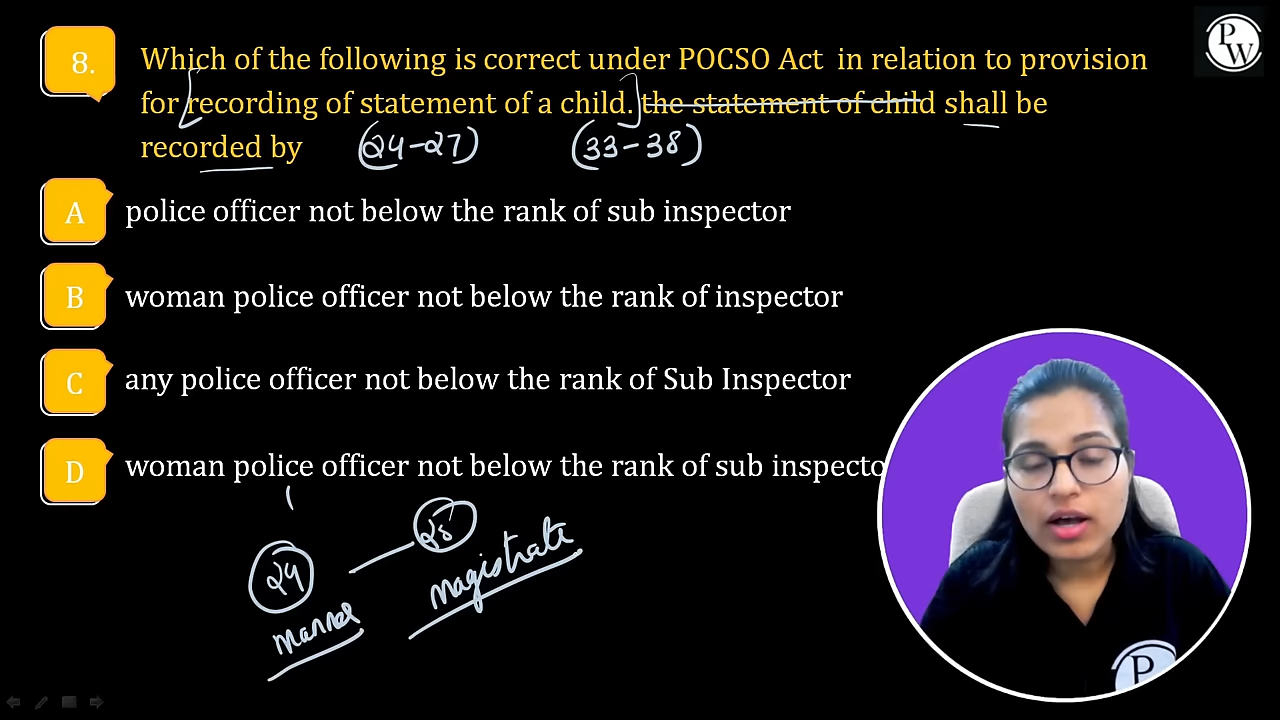 8.
Which of the following is correct under POCSO Act in relation to provision
for recording of statement of a child. the statement of child shall be
recorded by (24-27) (33-38)
A police officer not below the rank of sub inspector
B woman police officer not below the rank of inspector
C any police officer not below the rank of Sub Inspector
D woman police officer not below the rank of sub inspecto
24 25
manner magistrate
PW
P